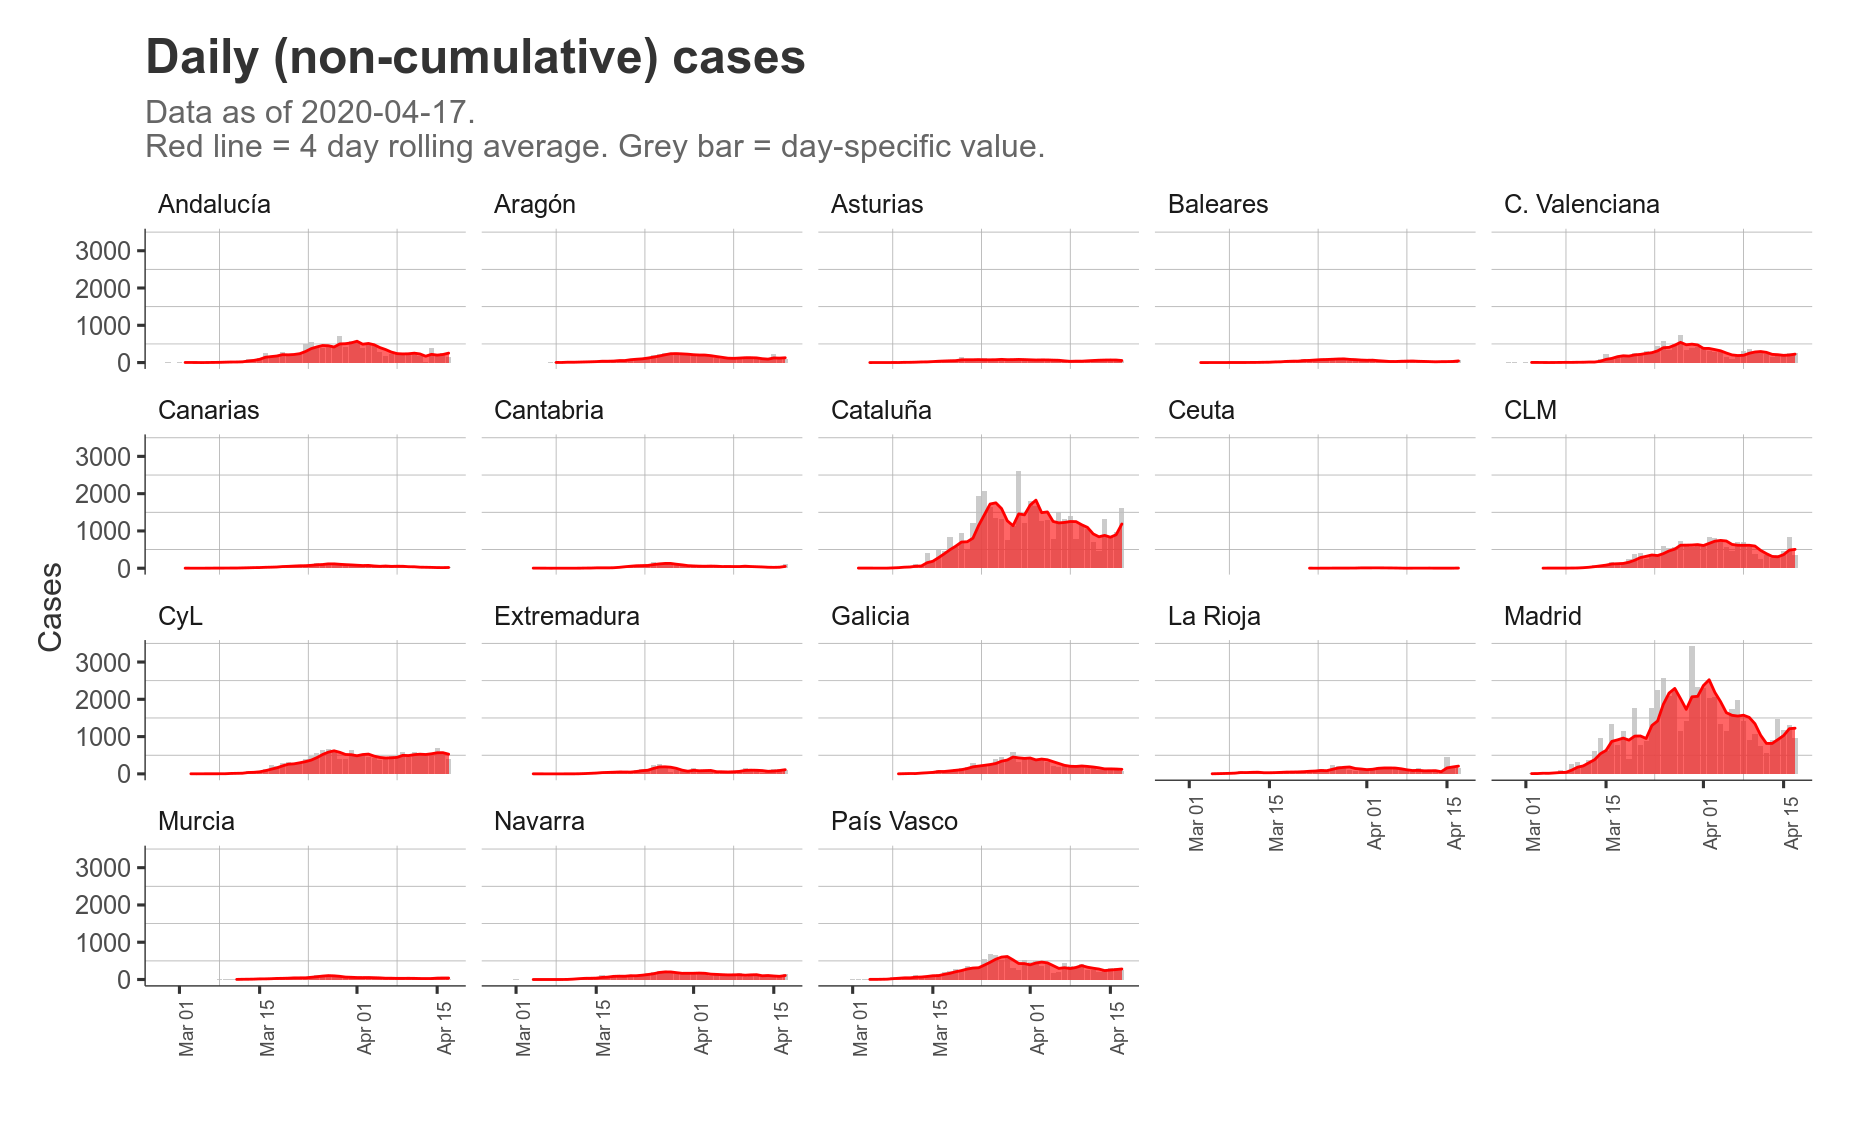 Daily (non-cumulative) cases
Data as of 2020-04-17.
Red line = 4 day rolling average. Grey bar = day-specific value.
Andalucía
Aragón
Asturias
Baleares
C. Valenciana
3000
2000
1000
0
Canarias
Cantabria
Cataluña
Ceuta
CLM
3000
2000
1000
0
Cases
CyL
Extremadura
Galicia
La Rioja
Madrid
3000
2000
1000
0
Mar 01
Mar 15
Apr 01
Apr 15
Mar 01
Mar 15
Apr 01
Apr 15
Murcia
Navarra
País Vasco
3000
2000
1000
0
Mar 01
Mar 15
Apr 01
Apr 15
Mar 01
Mar 15
Apr 01
Apr 15
Mar 01
Mar 15
Apr 01
Apr 15